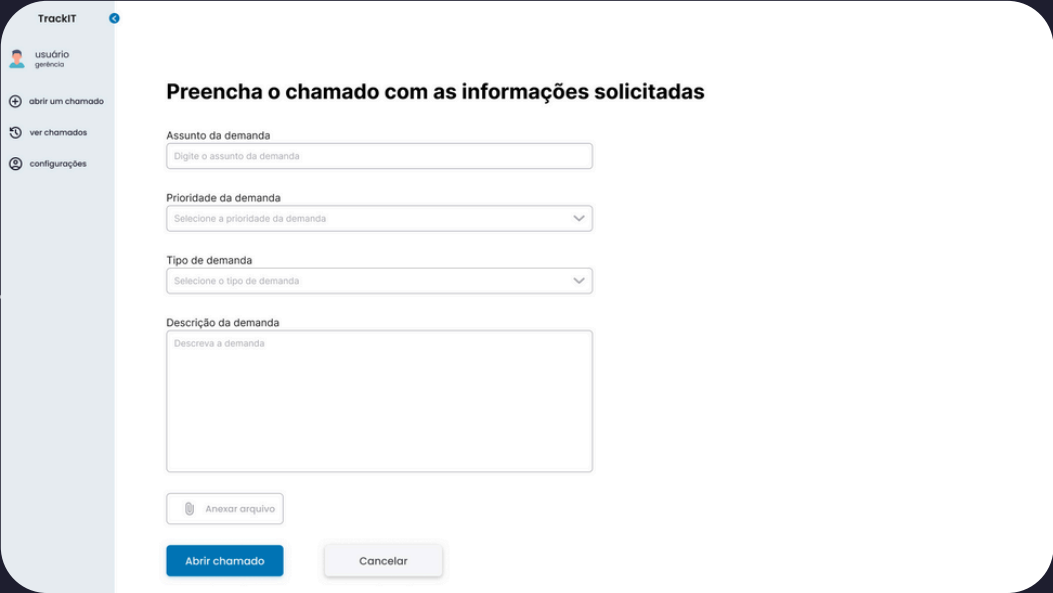 TrackIT
usuário
gerência
abrir um chamado
ver chamados
configurações
Preencha o chamado com as informações solicitadas
Assunto da demanda
Digite o assunto da demanda
Prioridade da demanda
Selecione a prioridade da demanda
Tipo de demanda
Selecione o tipo de demanda
Descrição da demanda
Descreva a demanda
Anexar arquivo
Abrir chamado
Cancelar